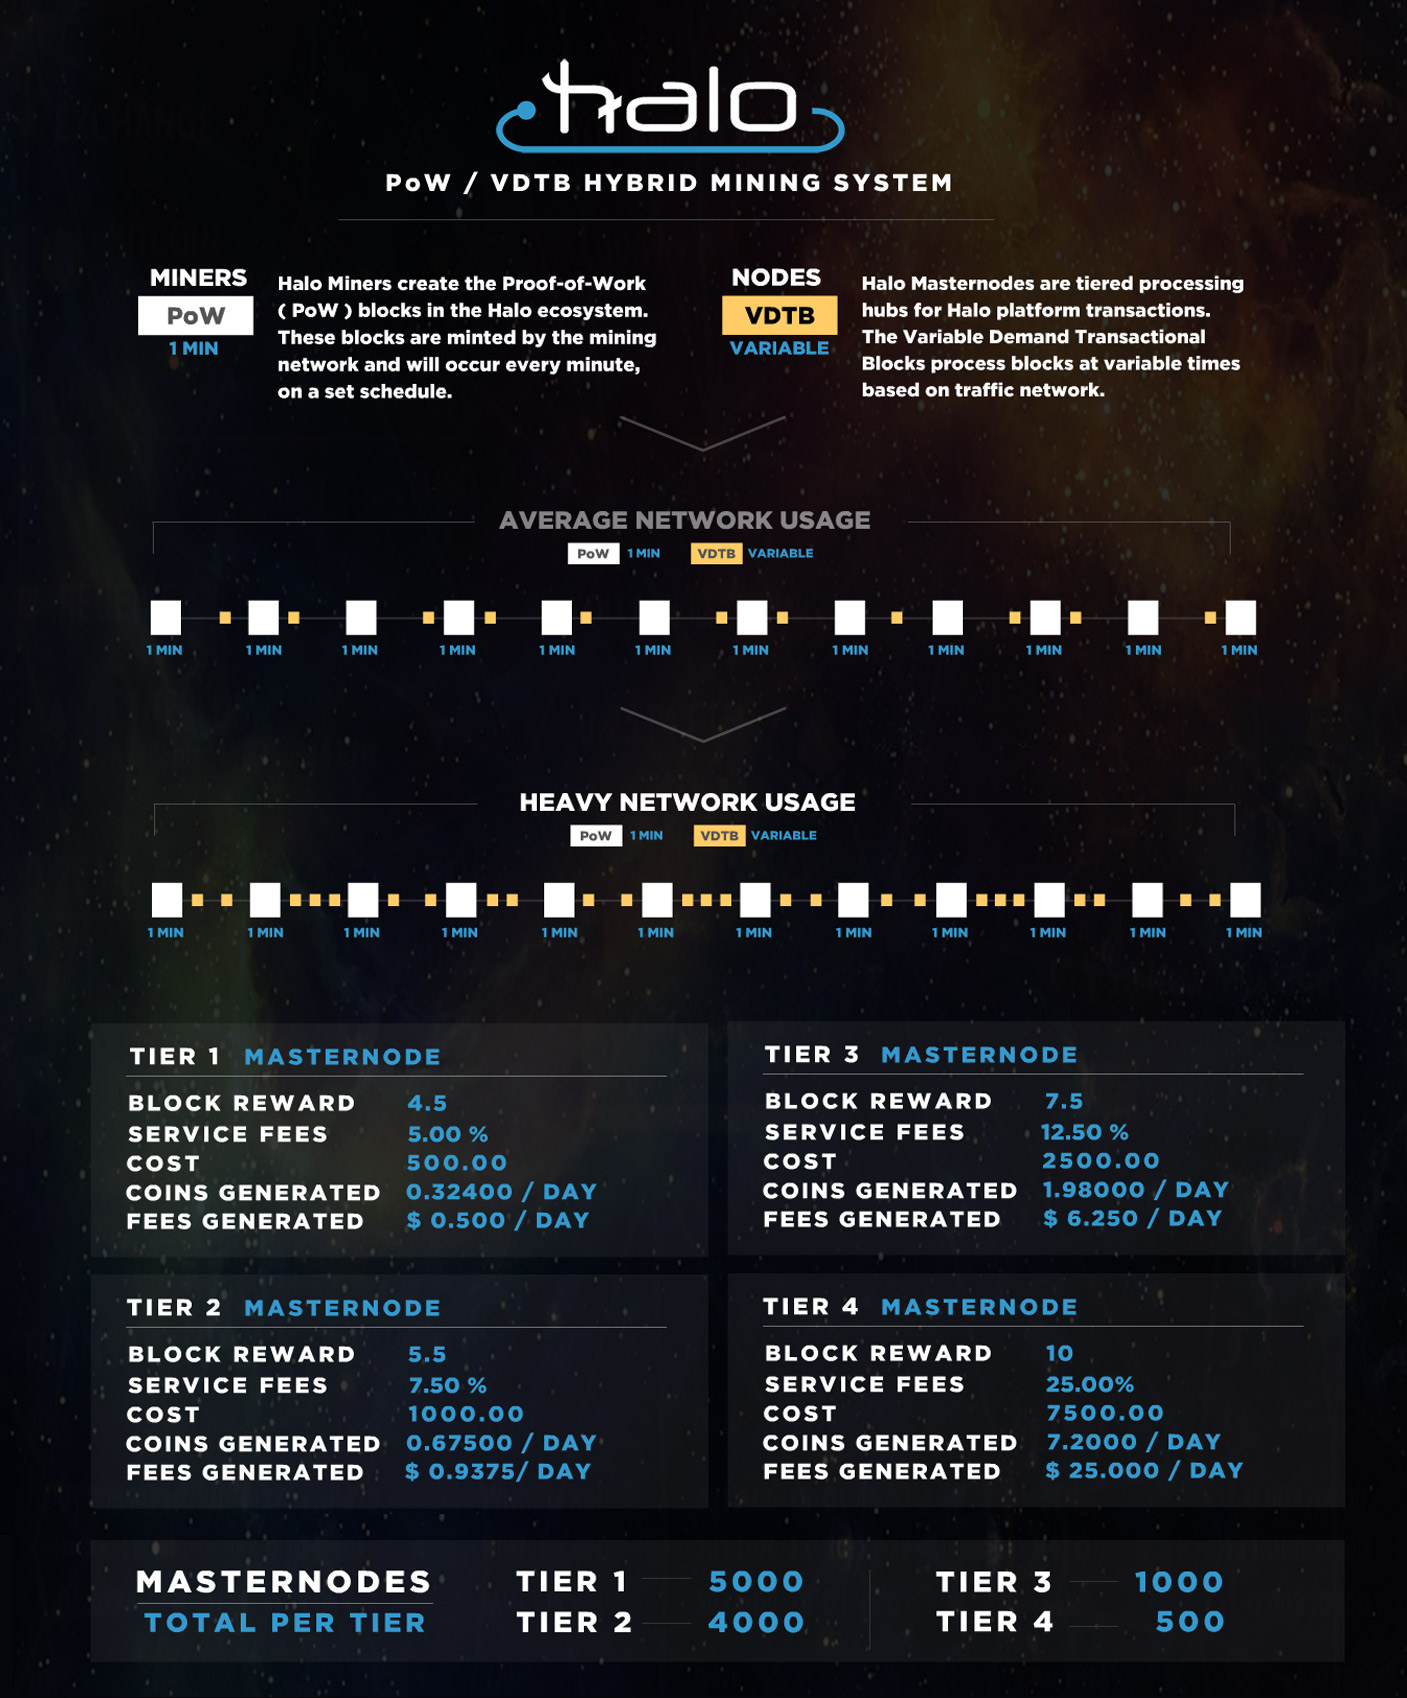 halo
PoW / VDTB HYBRID MINING SYSTEM
MINERS
PoW
1 MIN
Halo Miners create the Proof-of-Work
( PoW ) blocks in the Halo ecosystem.
These blocks are minted by the mining
network and will occur every minute,
on a set schedule.
NODES
VDTB
VARIABLE
Halo Masternodes are tiered processing
hubs for Halo platform transactions.
The Variable Demand Transactional
Blocks process blocks at variable times
based on traffic network.
AVERAGE NETWORK USAGE
PoW 1 MIN VDTB VARIABLE
1 MIN 1 MIN 1 MIN 1 MIN 1 MIN 1 MIN 1 MIN 1 MIN 1 MIN 1 MIN 1 MIN 1 MIN
HEAVY NETWORK USAGE
PoW 1 MIN VDTB VARIABLE
1 MIN 1 MIN 1 MIN 1 MIN 1 MIN 1 MIN 1 MIN 1 MIN 1 MIN 1 MIN 1 MIN 1 MIN
TIER 1 MASTERNODE
BLOCK REWARD 4.5
SERVICE FEES 5.00 %
COST 500.00
COINS GENERATED 0.32400 / DAY
FEES GENERATED $ 0.500 / DAY
TIER 3 MASTERNODE
BLOCK REWARD 7.5
SERVICE FEES 12.50 %
COST 2500.00
COINS GENERATED 1.98000 / DAY
FEES GENERATED $ 6.250 / DAY
TIER 2 MASTERNODE
BLOCK REWARD 5.5
SERVICE FEES 7.50 %
COST 1000.00
COINS GENERATED 0.67500 / DAY
FEES GENERATED $ 0.9375/ DAY
TIER 4 MASTERNODE
BLOCK REWARD 10
SERVICE FEES 25.00%
COST 7500.00
COINS GENERATED 7.2000 / DAY
FEES GENERATED $ 25.000 / DAY
MASTERNODES
TOTAL PER TIER
TIER 1 5000
TIER 2 4000
TIER 3 1000
TIER 4 500